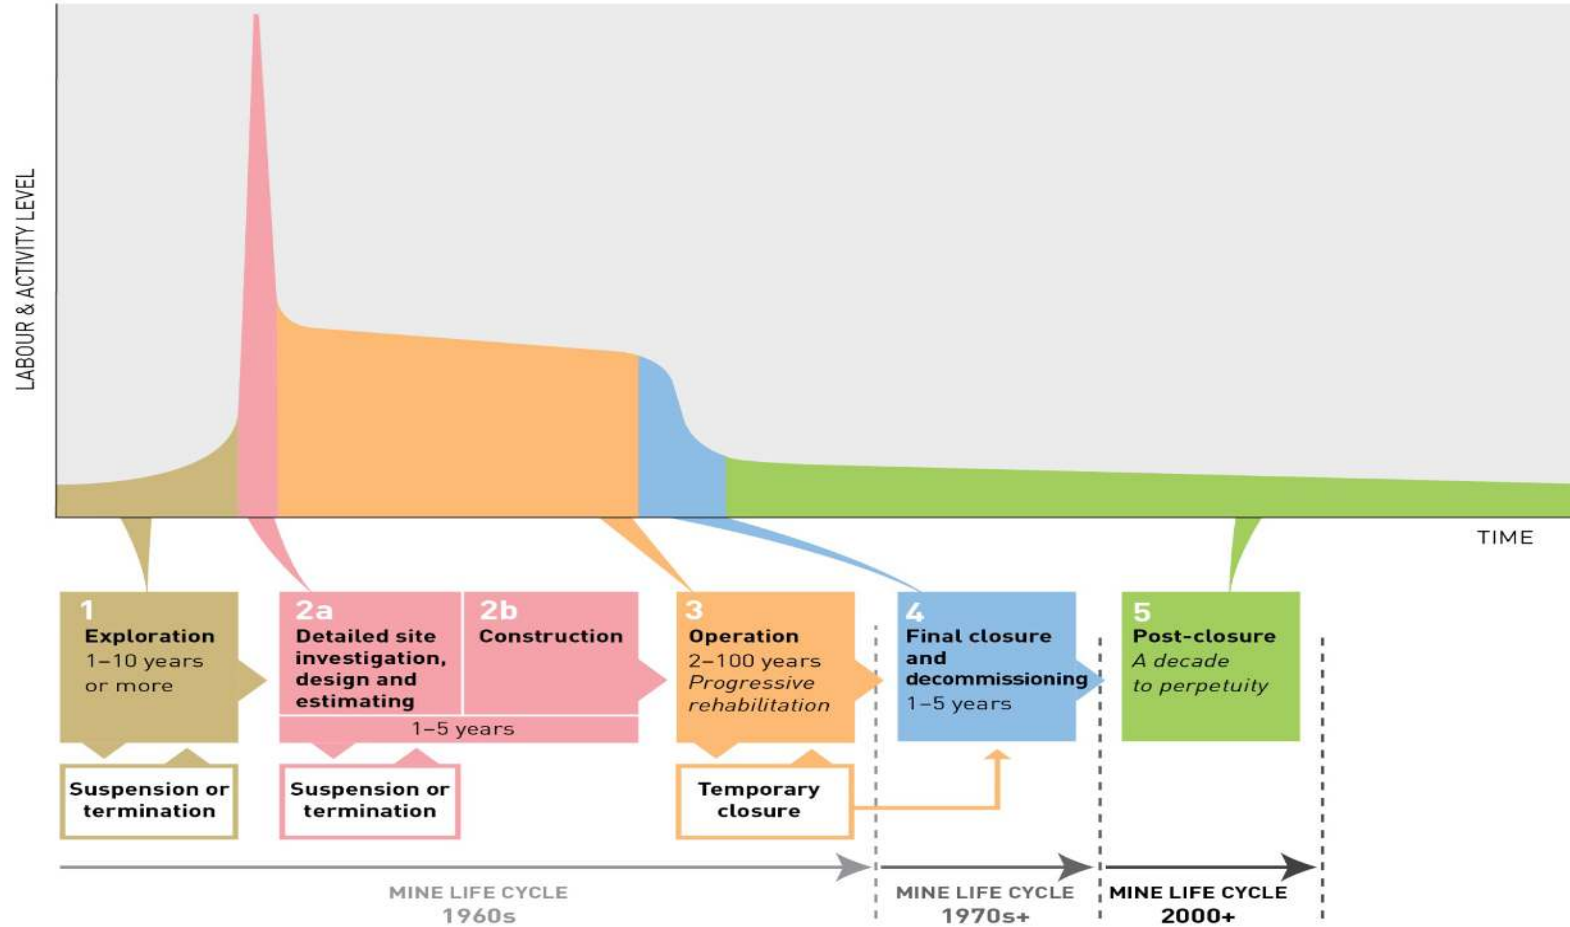 LABOUR & ACTIVITY LEVEL
TIME
1
Exploration
1–10 years
or more
2a
Detailed site
investigation,
design and
estimating
2b
Construction
1–5 years
3
Operation
2–100 years
Progressive
rehabilitation
4
Final closure
and
decommissioning
1–5 years
5
Post-closure
A decade
to perpetuity
Suspension or
termination
Suspension or
termination
Temporary
closure
MINE LIFE CYCLE
1960s
MINE LIFE CYCLE
1970s+
MINE LIFE CYCLE
2000+